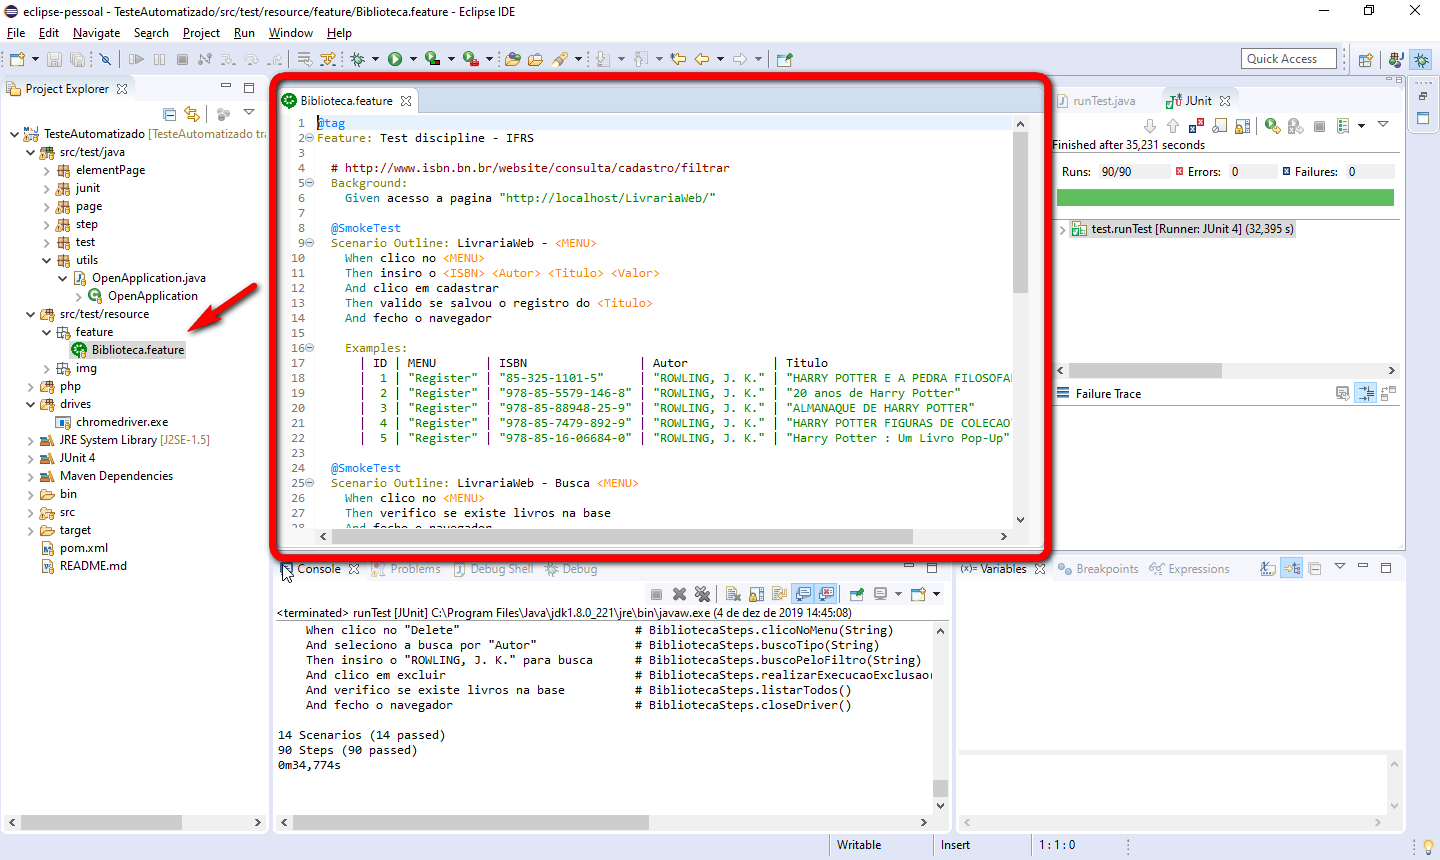 eclipse-pessoal - TesteAutomatizado/src/test/resource/feature/Biblioteca.feature - Eclipse IDE
File Edit Navigate Search Project Run Window Help
Quick Access
Project Explorer
TesteAutomatizado [TesteAutomatizado tra
src/test/java
elementPage
junit
page
step
test
utils
OpenApplication.java
OpenApplication
src/test/resource
feature
Biblioteca.feature
img
php
drives
chromedriver.exe
JRE System Library [J2SE-1.5]
JUnit 4
Maven Dependencies
bin
src
target
pom.xml
README.md
Biblioteca.feature
1 @tag
2 Feature: Test discipline - IFRS
3
4 # http://www.isbn.bn.br/website/consulta/cadastro/filtrar
5 Background:
6 Given acesso a pagina "http://localhost/LivrariaWeb/"
7
8 @SmokeTest
9 Scenario Outline: LivrariaWeb - <MENU>
10 When clico no <MENU>
11 Then insiro o <ISBN> <Autor> <Titulo> <Valor>
12 And clico em cadastrar
13 Then valido se salvou o registro do <Titulo>
14 And fecho o navegador
15
16 Examples:
17 | ID | MENU | ISBN | Autor | Titulo
18 | 1 | "Register" | "85-325-1101-5" | "ROWLING, J. K." | "HARRY POTTER E A PEDRA FILOSOFA
19 | 2 | "Register" | "978-85-5579-146-8" | "ROWLING, J. K." | "20 anos de Harry Potter"
20 | 3 | "Register" | "978-85-88948-25-9" | "ROWLING, J. K." | "ALMANAQUE DE HARRY POTTER"
21 | 4 | "Register" | "978-85-7479-892-9" | "ROWLING, J. K." | "HARRY POTTER FIGURAS DE COLECAO
22 | 5 | "Register" | "978-85-16-06684-0" | "ROWLING, J. K." | "Harry Potter : Um Livro Pop-Up"
23
24 @SmokeTest
25 Scenario Outline: LivrariaWeb - Busca <MENU>
26 When clico no <MENU>
27 Then verifico se existe livros na base
28 And fecho o navegador
runTest.java JUnit
Finished after 35,231 seconds
Runs: 90/90 Errors: 0 Failures: 0
test.runTest [Runner: JUnit 4] (32,395 s)
Failure Trace
Console Problems Debug Shell Debug
<terminated> runTest [JUnit] C:\Program Files\Java\jdk1.8.0_221\jre\bin\javaw.exe (4 de dez de 2019 14:45:08)
When clico no "Delete" # BibliotecaSteps.clicoNoMenu(String)
And seleciono a busca por "Autor" # BibliotecaSteps.buscoTipo(String)
Then insiro o "ROWLING, J. K." para busca # BibliotecaSteps.buscoPeloFiltro(String)
And clico em excluir # BibliotecaSteps.realizarExecucaoExclusao(
And verifico se existe livros na base # BibliotecaSteps.listarTodos()
And fecho o navegador # BibliotecaSteps.closeDriver()
14 Scenarios (14 passed)
90 Steps (90 passed)
0m34,774s
(x)= Variables Breakpoints Expressions
Writable Insert 1 : 1 : 0